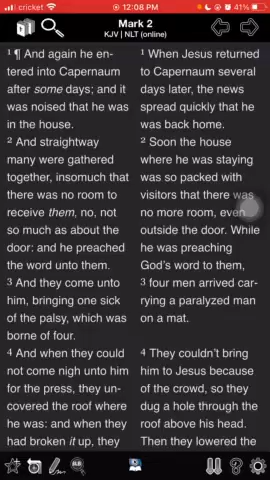 cricket
12:08 PM
41%
Mark 2
KJV | NLT (online)
1 ¶ And again he en-
tered into Capernaum
after some days; and it
was noised that he was
in the house.
2 And straightway
many were gathered
together, insomuch that
there was no room to
receive them, no, not
so much as about the
door: and he preached
the word unto them.
3 And they come unto
him, bringing one sick
of the palsy, which was
borne of four.
4 And when they could
not come nigh unto him
for the press, they un-
covered the roof where
he was: and when they
had broken it up, they
1 When Jesus returned
to Capernaum several
days later, the news
spread quickly that he
was back home.
2 Soon the house
where he was staying
was so packed with
visitors that there was
no more room, even
outside the door. While
he was preaching
God's word to them,
3 four men arrived car-
rying a paralyzed man
on a mat.
4 They couldn't bring
him to Jesus because
of the crowd, so they
dug a hole through the
roof above his head.
Then they lowered the